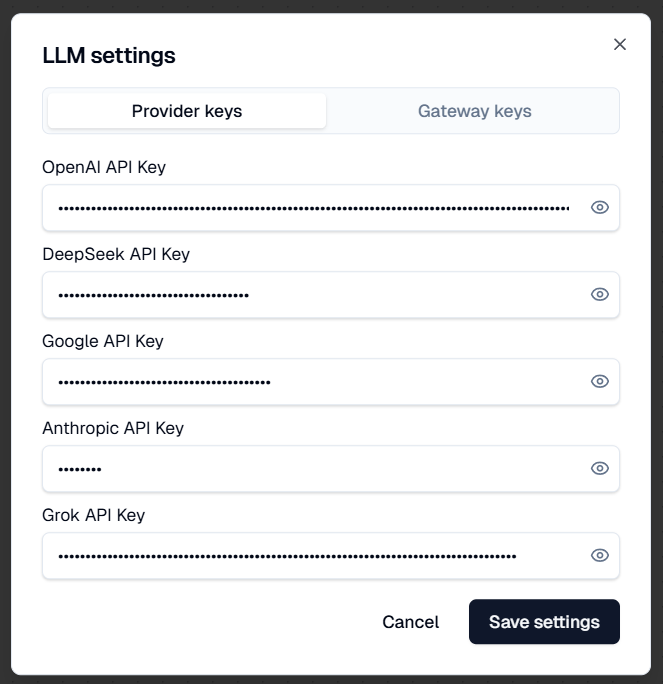 LLM settings
Provider keys
Gateway keys
OpenAI API Key
DeepSeek API Key
Google API Key
Anthropic API Key
Grok API Key
Cancel
Save settings